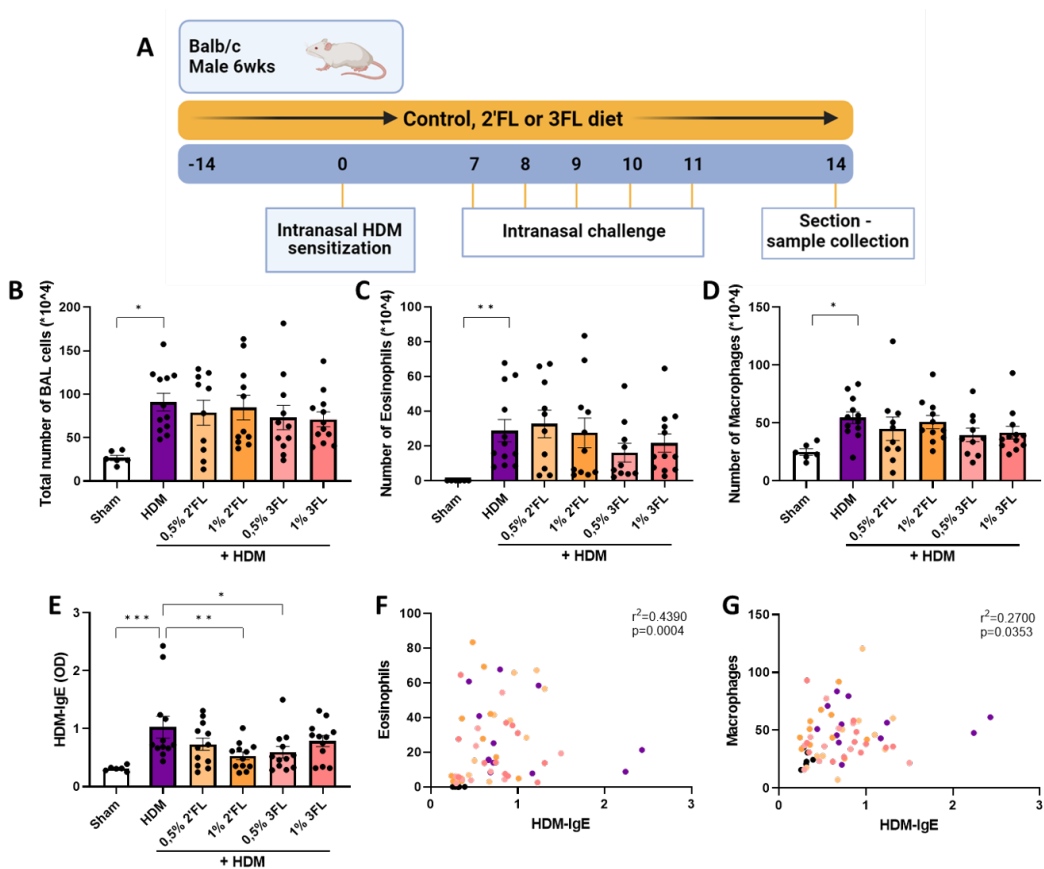 A
Balb/c
Male 6wks
Control, 2'FL or 3FL diet
-14 0 7 8 9 10 11 14
Intranasal HDM
sensitization
Intranasal challenge
Section -
sample collection
B
Total number of BAL cells (*10^4)
200
150
100
50
0
*
Sham
HDM
0,5% 2'FL
1% 2'FL
0,5% 3FL
1% 3FL
+ HDM
C
Number of Eosinophils (*10^4)
100
80
60
40
20
0
* *
Sham
HDM
0,5% 2'FL
1% 2'FL
0,5% 3FL
1% 3FL
+ HDM
D
Number of Macrophages (*10^4)
150
100
50
0
*
Sham
HDM
0,5% 2'FL
1% 2'FL
0,5% 3FL
1% 3FL
+ HDM
E
HDM-IgE (OD)
3
2
1
0
*
* * *
* *
Sham
HDM
0,5% 2'FL
1% 2'FL
0,5% 3FL
1% 3FL
+ HDM
F
Eosinophils
100
80
60
40
20
0
r2=0.4390
p=0.0004
0 1 2 3
HDM-IgE
G
Macrophages
150
100
50
0
r2=0.2700
p=0.0353
0 1 2 3
HDM-IgE